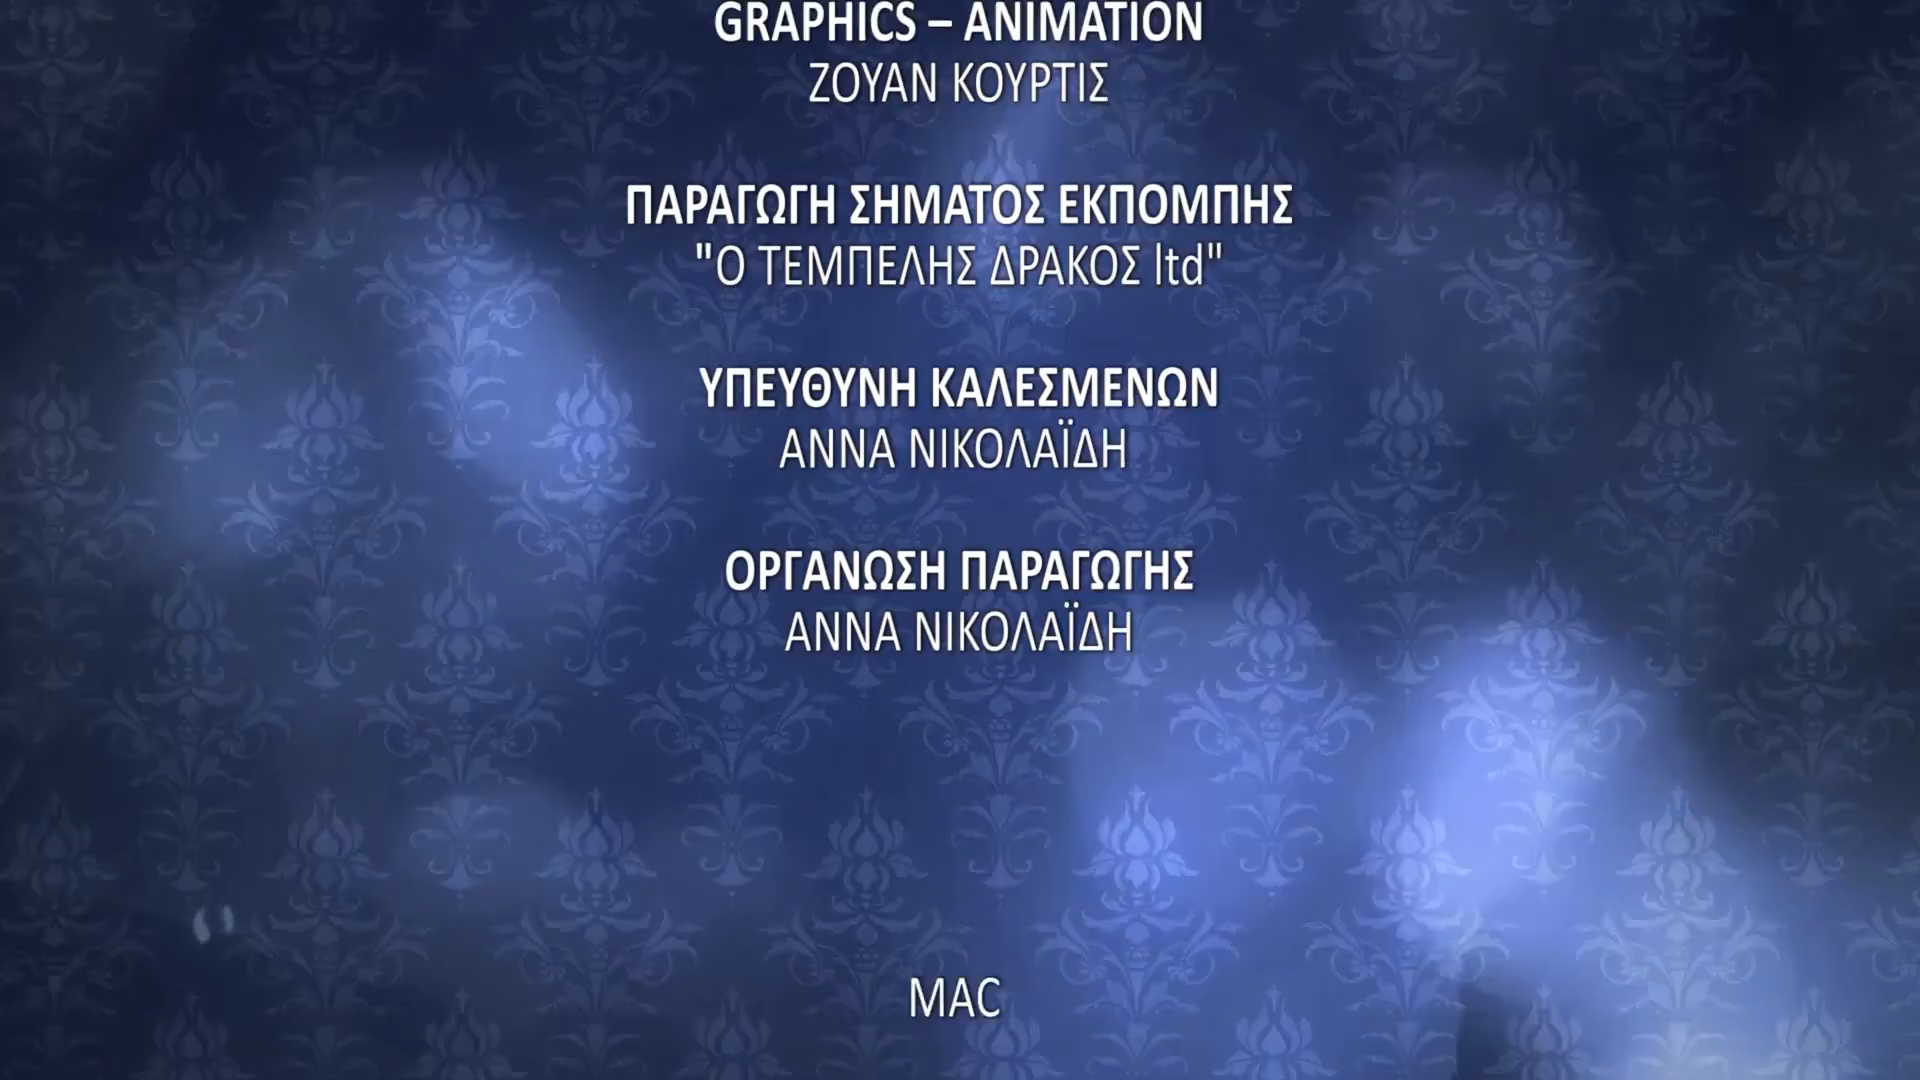 GRAPHICS – ANIMATION
ΖΟΥΑΝ ΚΟΥΡΤΙΣ
ΠΑΡΑΓΩΓΗ ΣΗΜΑΤΟΣ ΕΚΠΟΜΠΗΣ
"Ο ΤΕΜΠΕΛΗΣ ΔΡΑΚΟΣ ltd"
ΥΠΕΥΘΥΝΗ ΚΑΛΕΣΜΕΝΩΝ
ΑΝΝΑ ΝΙΚΟΛΑΪΔΗ
ΟΡΓΑΝΩΣΗ ΠΑΡΑΓΩΓΗΣ
ΑΝΝΑ ΝΙΚΟΛΑΪΔΗ
MAC